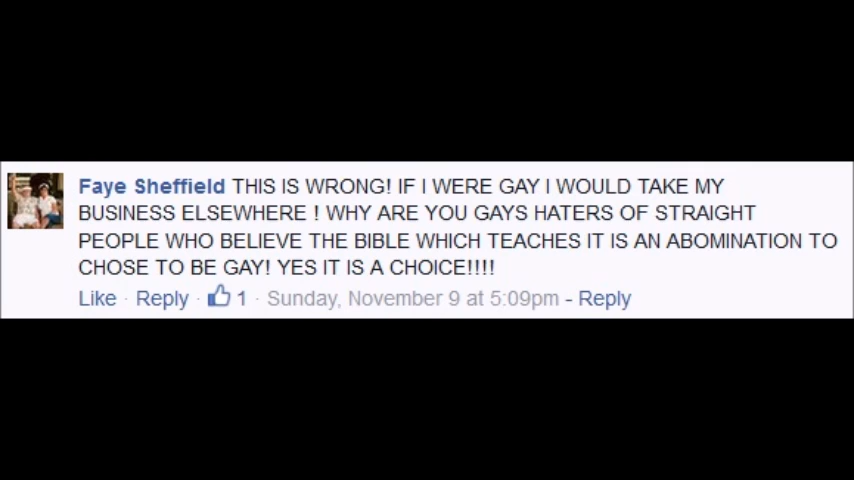 Faye Sheffield THIS IS WRONG! IF I WERE GAY I WOULD TAKE MY
BUSINESS ELSEWHERE ! WHY ARE YOU GAYS HATERS OF STRAIGHT
PEOPLE WHO BELIEVE THE BIBLE WHICH TEACHES IT IS AN ABOMINATION TO
CHOSE TO BE GAY! YES IT IS A CHOICE!!!!
Like · Reply · 1 · Sunday, November 9 at 5:09pm - Reply